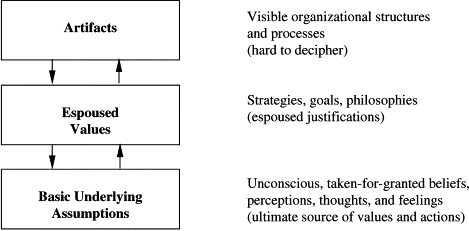 Artifacts
Visible organizational structures
and processes
(hard to decipher)
Espoused
Values
Strategies, goals, philosophies
(espoused justifications)
Basic Underlying
Assumptions
Unconscious, taken-for-granted beliefs,
perceptions, thoughts, and feelings
(ultimate source of values and actions)